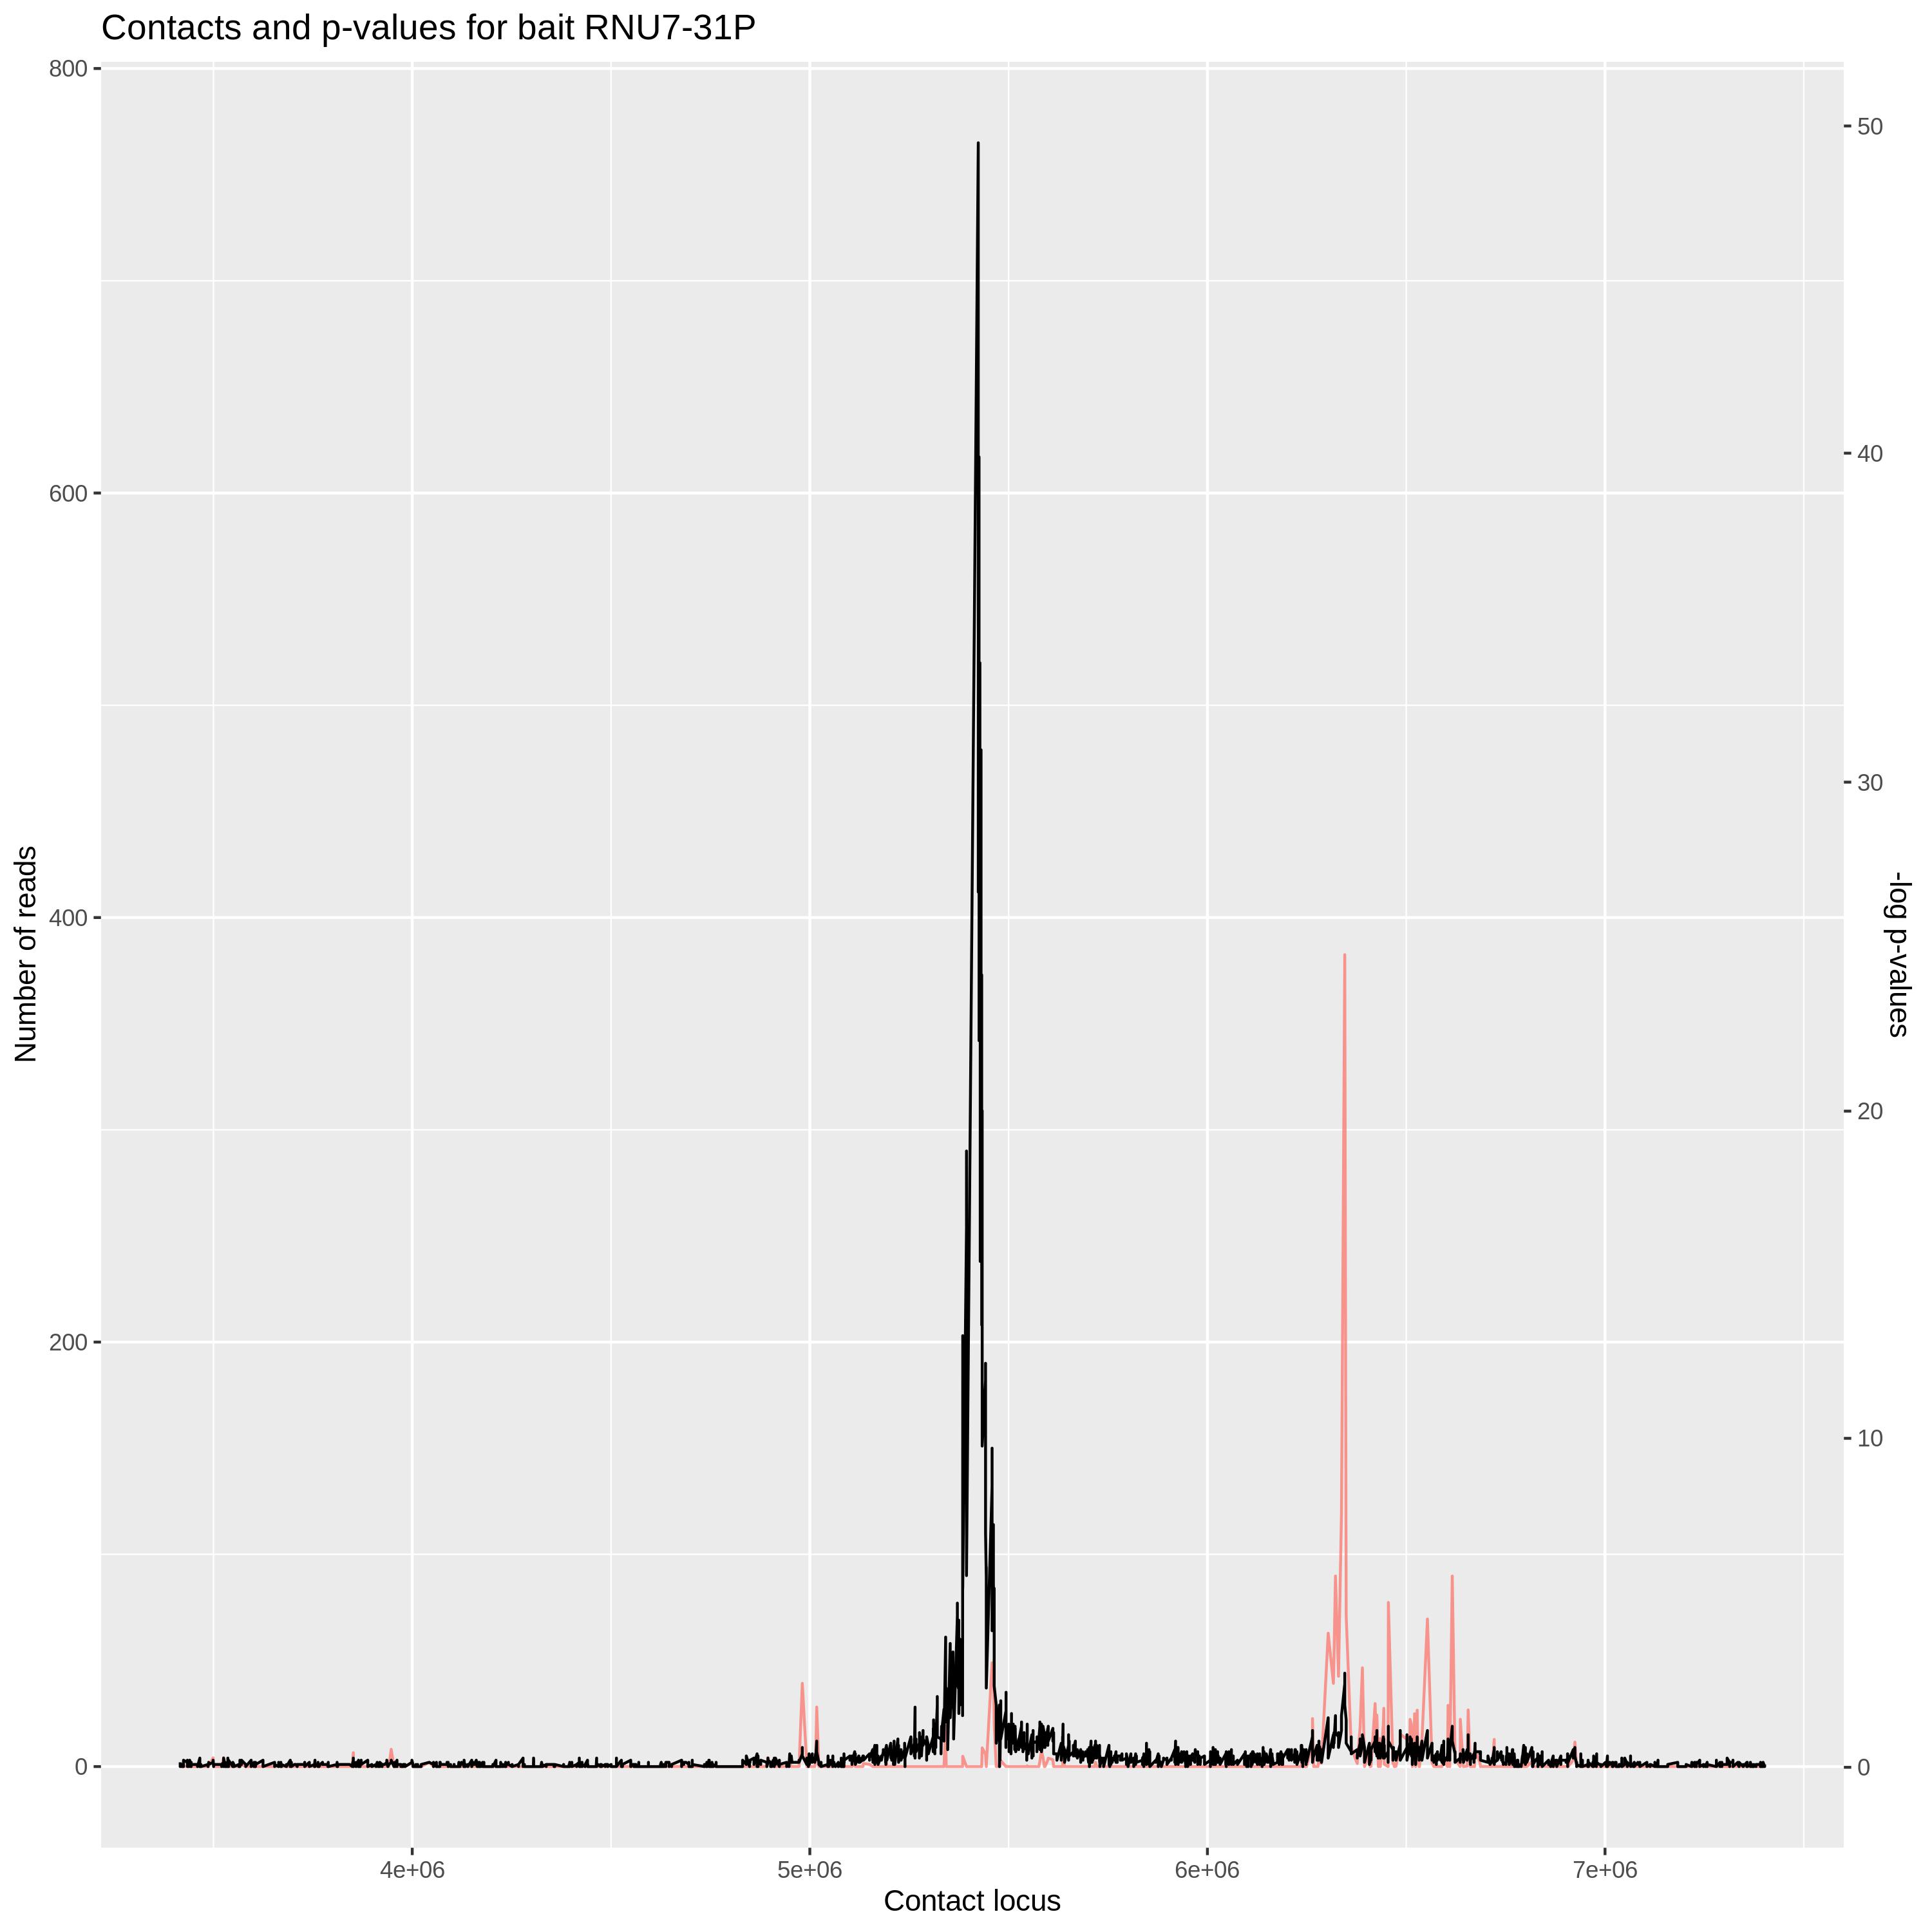 Contacts and p-values for bait RNU7-31P
800
600
400
200
0
Number of reads
50
40
30
20
10
0
-log p-values
4e+06 5e+06 6e+06 7e+06
Contact locus